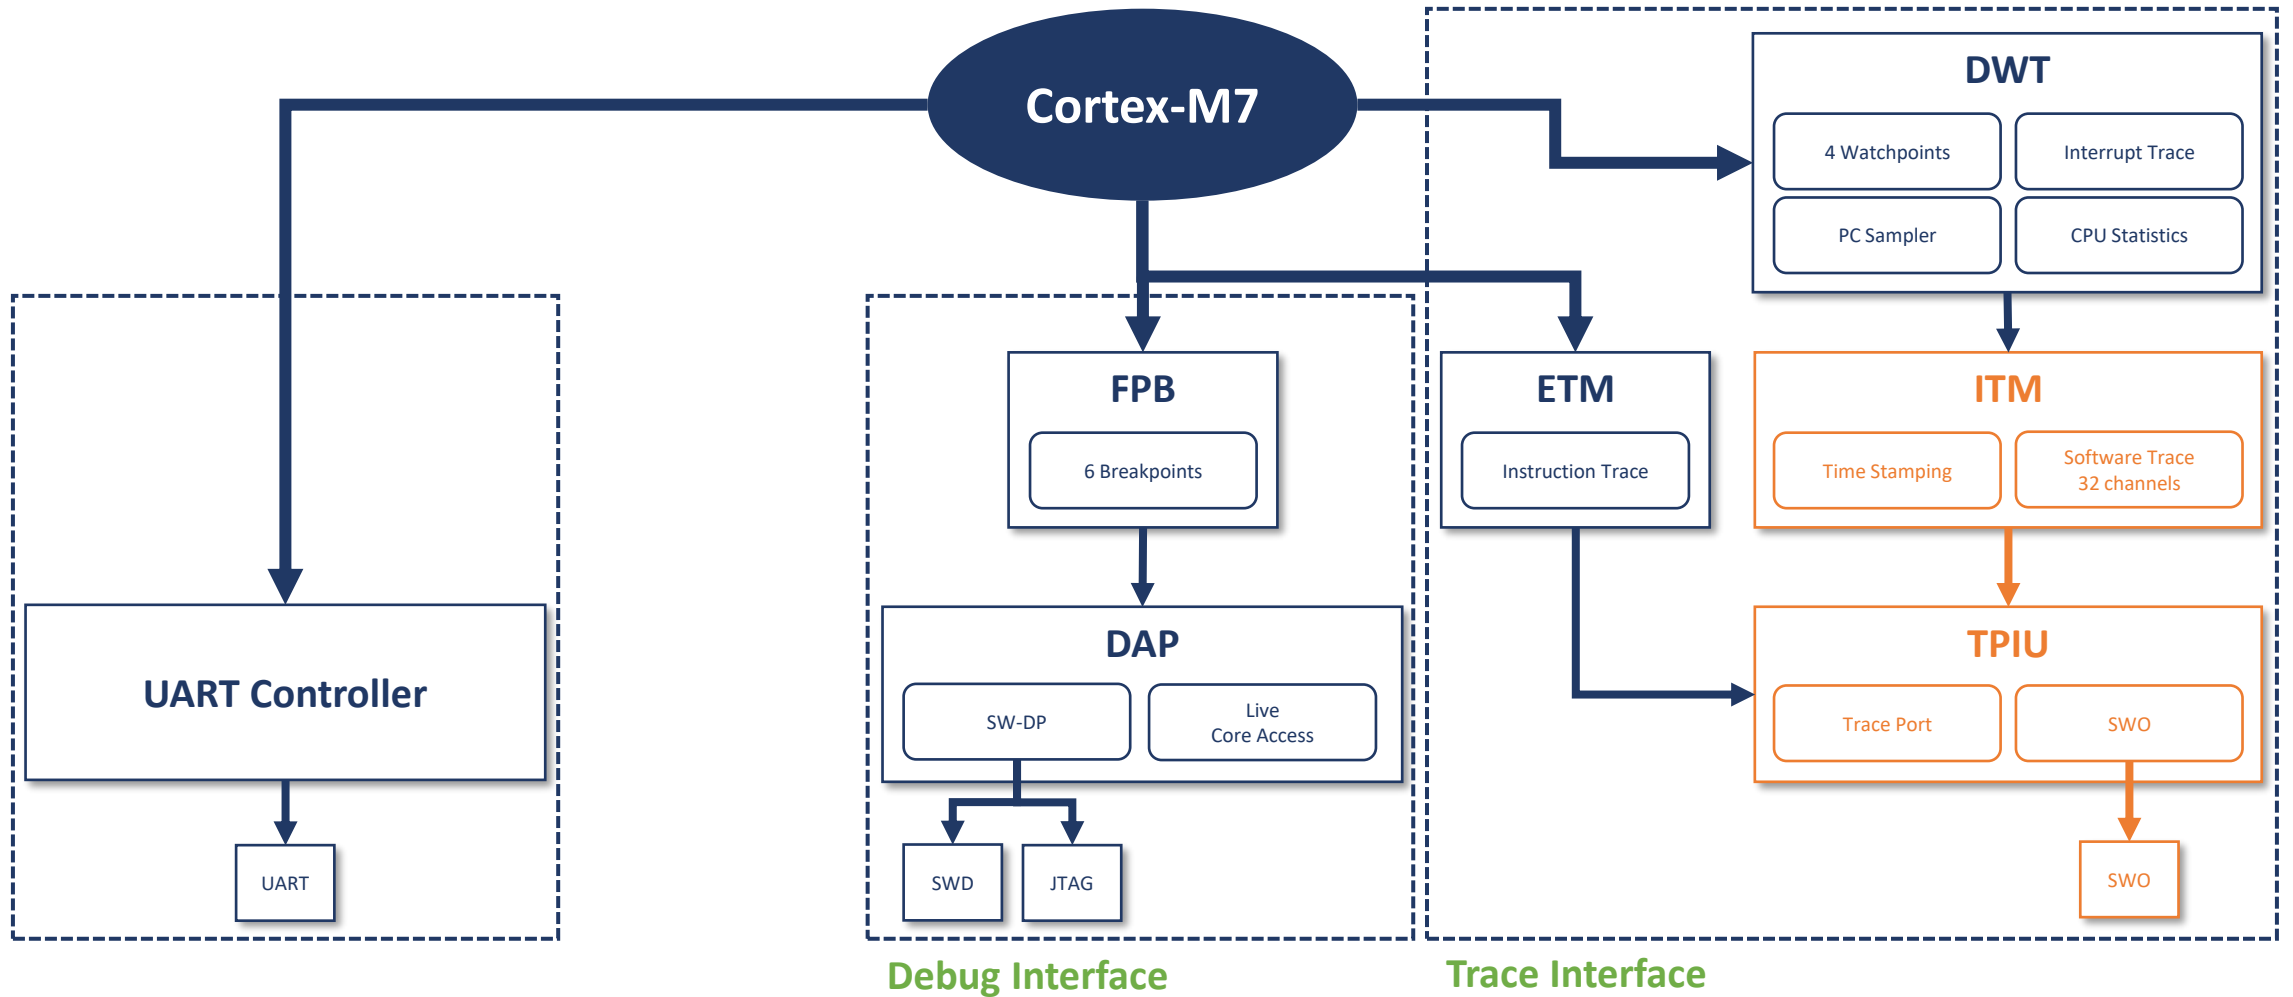 Cortex-M7
DWT
4 Watchpoints
Interrupt Trace
PC Sampler
CPU Statistics
FPB
6 Breakpoints
ETM
Instruction Trace
ITM
Time Stamping
Software Trace
32 channels
UART Controller
DAP
SW-DP
Live
Core Access
TPIU
Trace Port
SWO
UART
SWD
JTAG
SWO
Debug Interface
Trace Interface